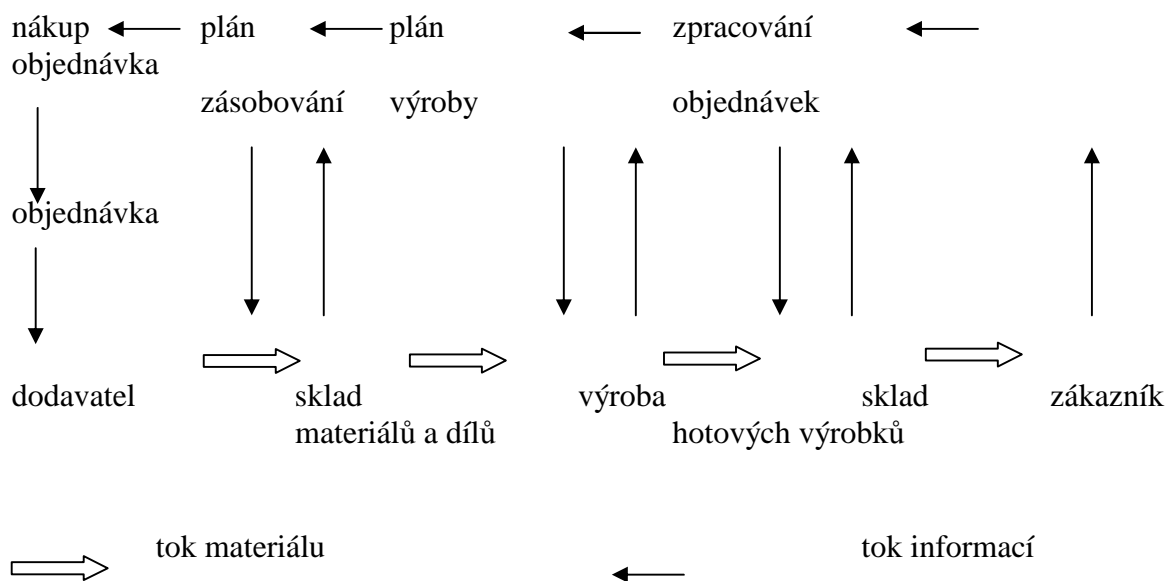 nákup plán plán zpracování
objednávka
zásobování výroby objednávek
objednávka
dodavatel sklad výroba sklad zákazník
materiálů a dílů hotových výrobků
tok materiálu tok informací